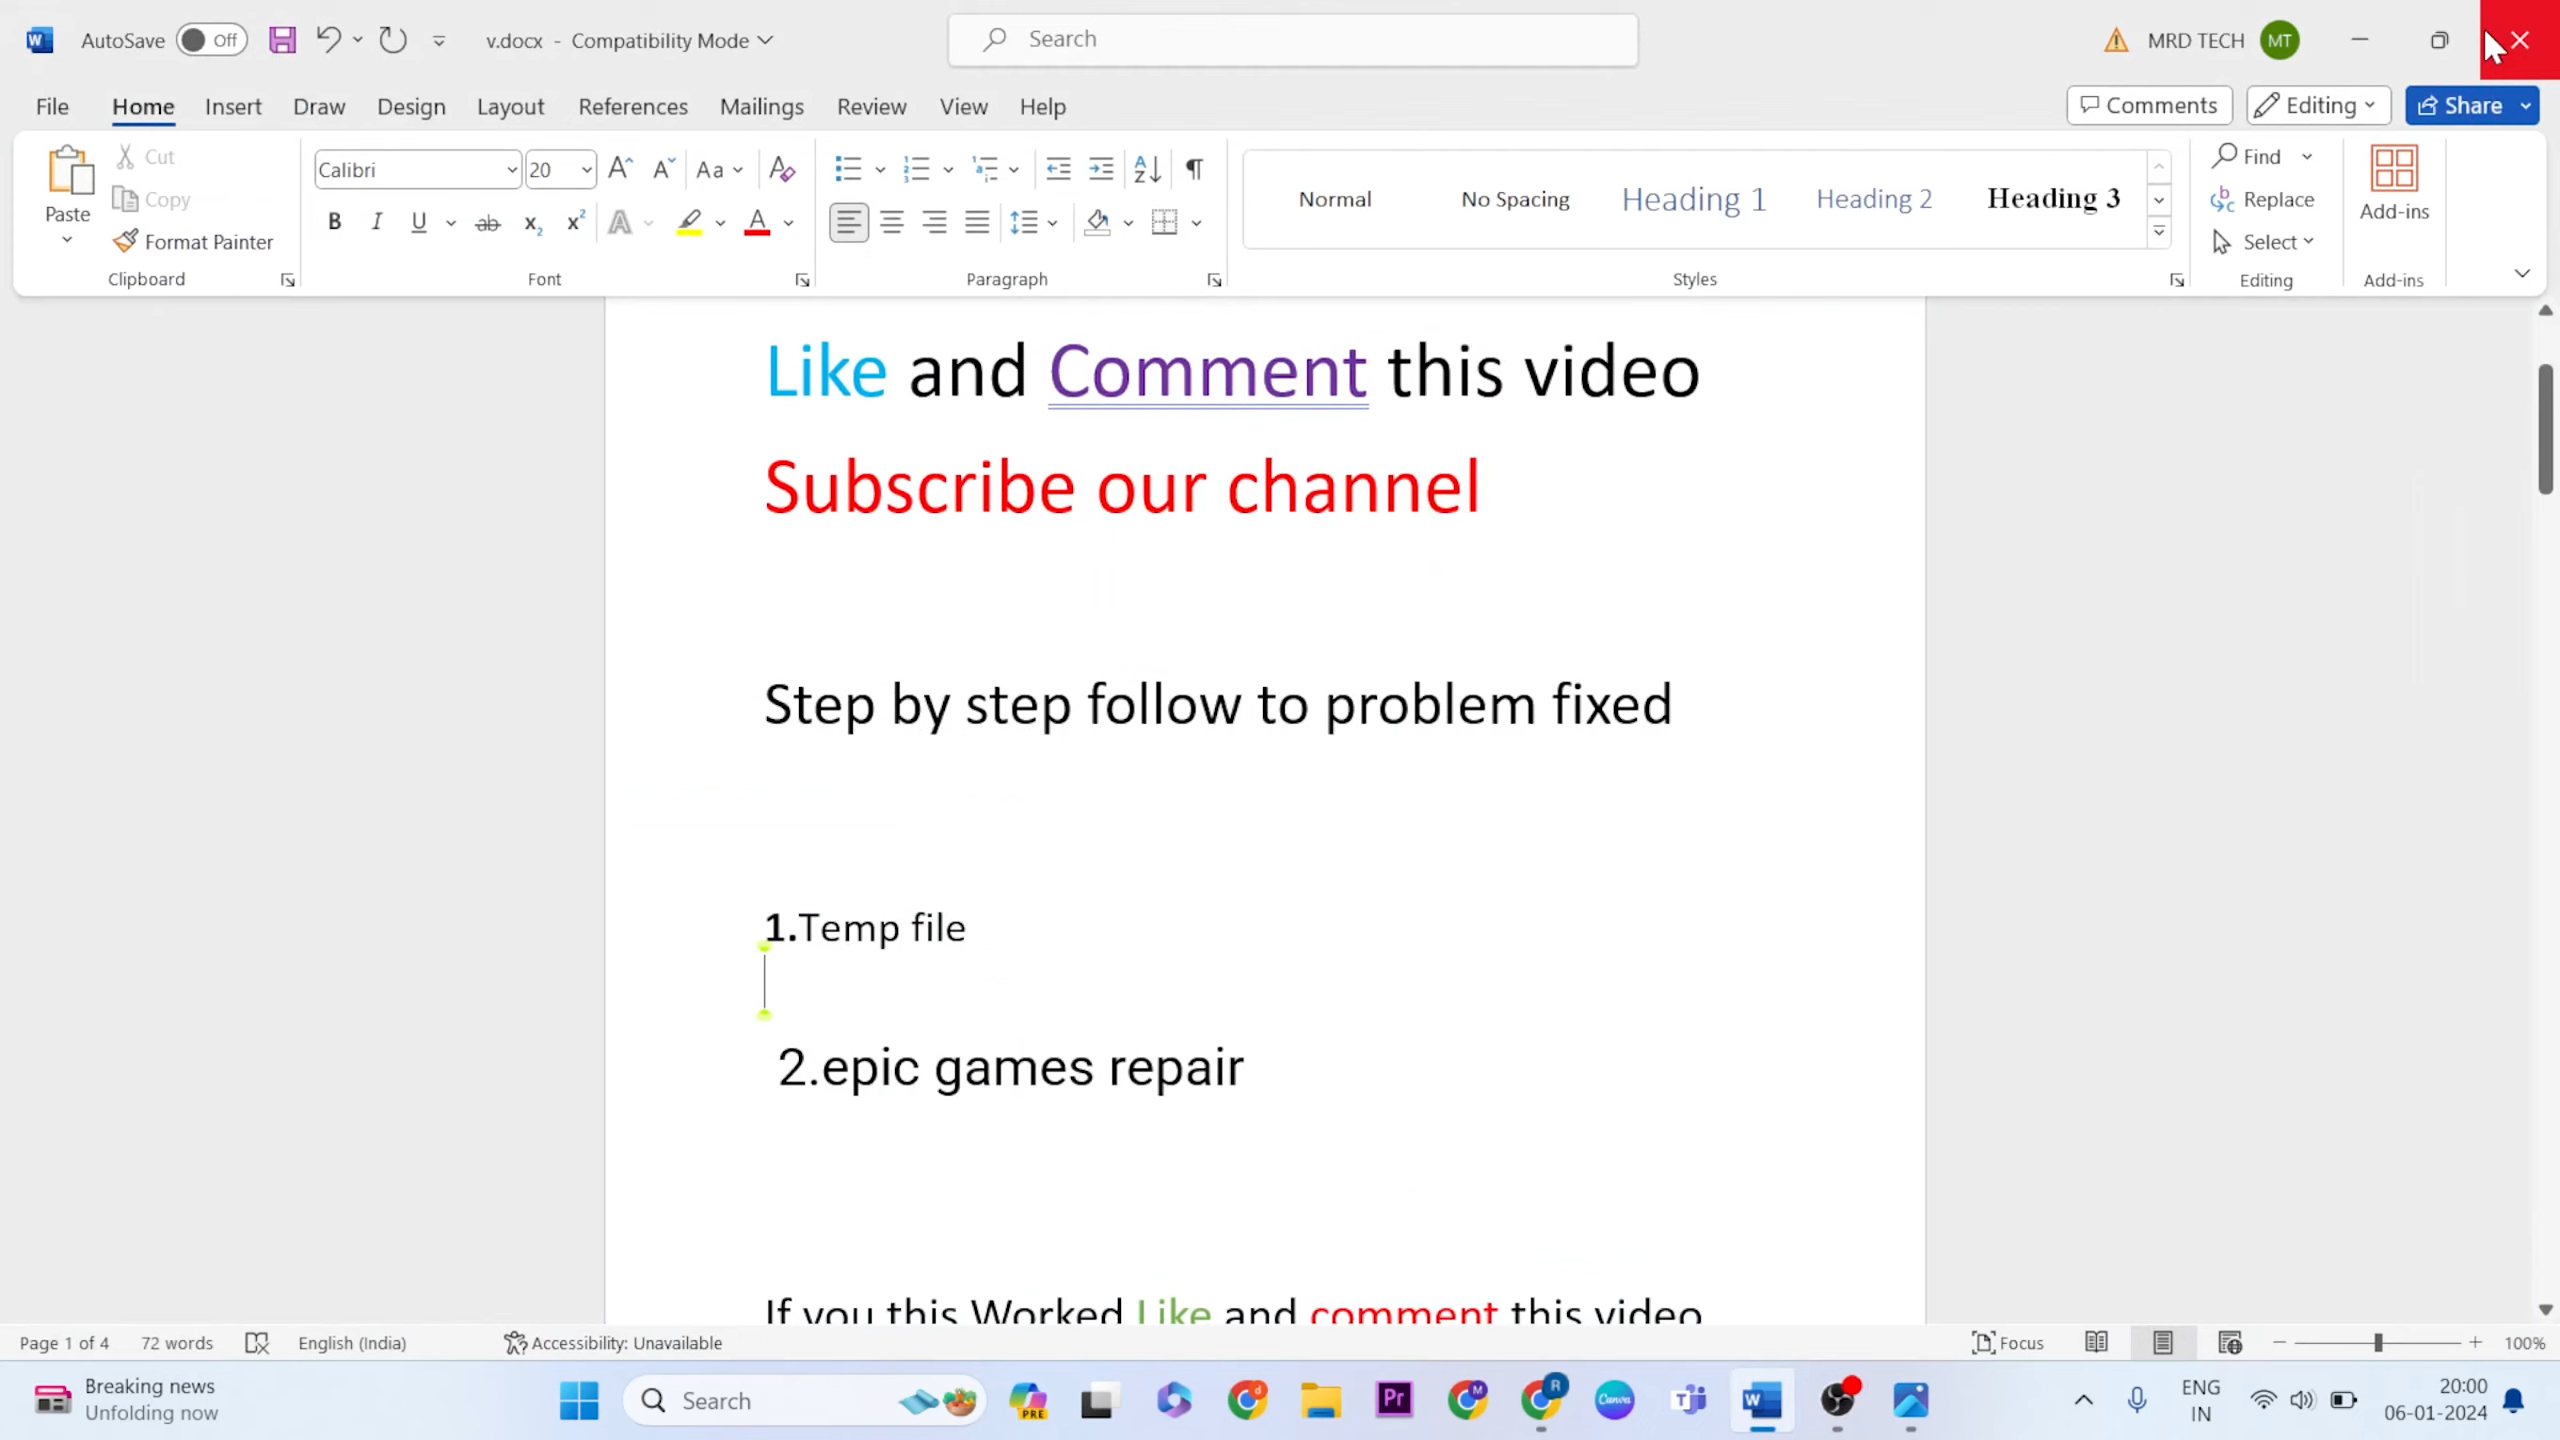 AutoSave Off v.docx - Compatibility Mode Search MRD TECH MT
File Home Insert Draw Design Layout References Mailings Review View Help Comments Editing Share
Paste Cut Copy Format Painter Clipboard
Calibri 20 Aa Font
Paragraph
Normal No Spacing Heading 1 Heading 2 Heading 3 Styles
Find Replace Select Editing
Add-ins Add-ins
Like and Comment this video
Subscribe our channel
Step by step follow to problem fixed
1.Temp file
2.epic games repair
If you this Worked Like and comment this video
Page 1 of 4 72 words English (India) Accessibility: Unavailable Focus 100%
Breaking news
Unfolding now
Search PRE Pr M R Canva W
ENG
IN
20:00
06-01-2024